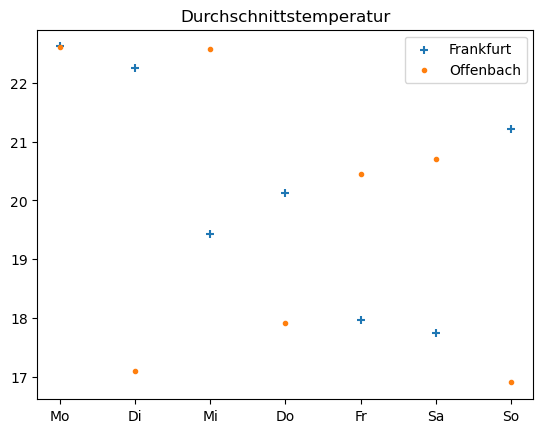 Durchschnittstemperatur
Frankfurt
Offenbach
22
21
20
19
18
17
Mo Di Mi Do Fr Sa So